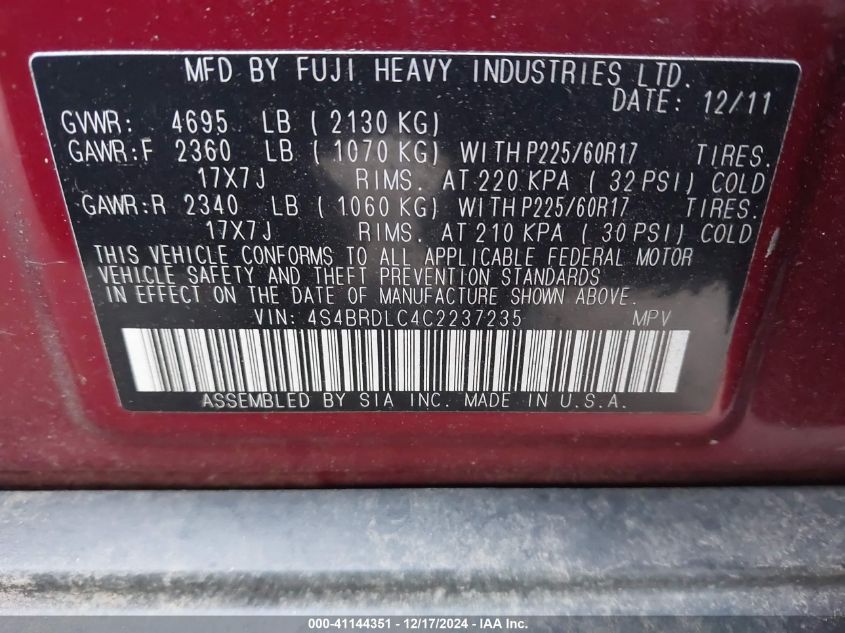 MFD BY FUJI HEAVY INDUSTRIES LTD.
DATE: 12/11
GVWR: 4695 LB ( 2130 KG)
GAWR:F 2360 LB ( 1070 KG) WITH P225/60R17 TIRES.
17X7J RIMS. AT 220 KPA ( 32 PSI) COLD
GAWR:R 2340 LB ( 1060 KG) WITH P225/60R17 TIRES.
17X7J RIMS. AT 210 KPA ( 30 PSI) COLD
THIS VEHICLE CONFORMS TO ALL APPLICABLE FEDERAL MOTOR
VEHICLE SAFETY AND THEFT PREVENTION STANDARDS
IN EFFECT ON THE DATE OF MANUFACTURE SHOWN ABOVE.
VIN: 4S4BRDLC4C2237235 MPV
ASSEMBLED BY SIA INC. MADE IN U.S.A.
000-41144351 - 12/17/2024 - IAA, Inc.